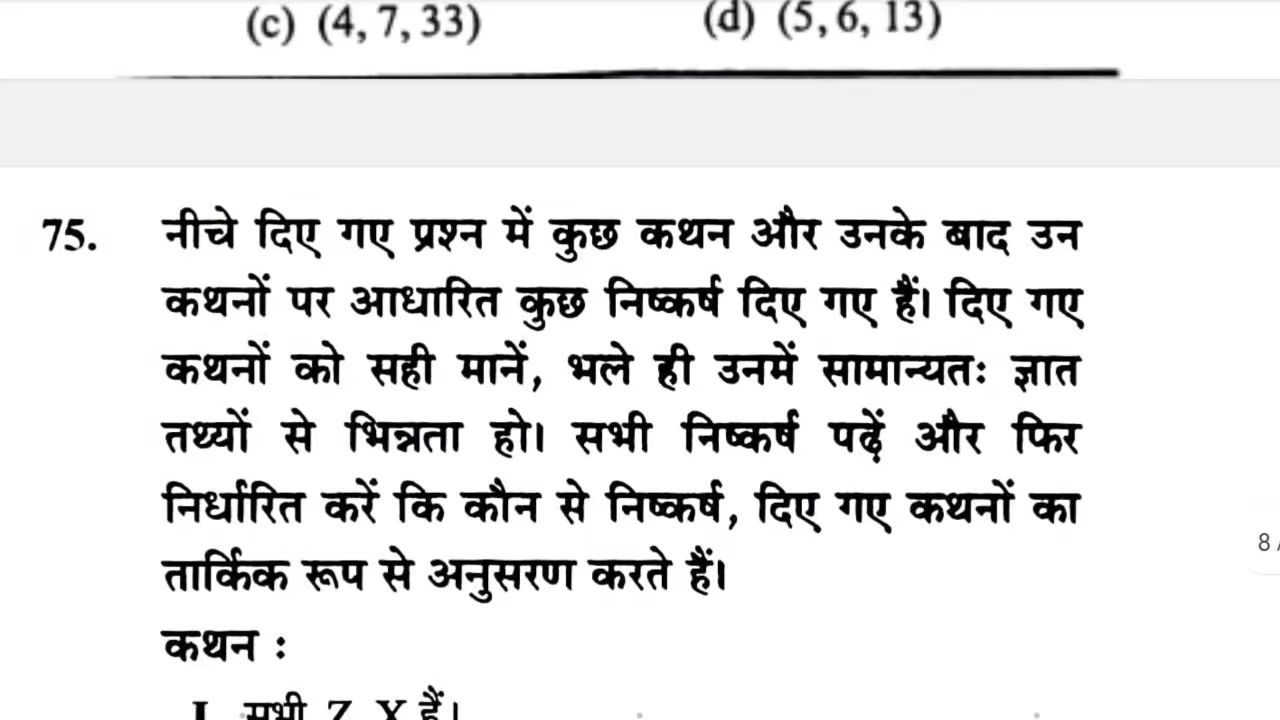 (c) (4, 7, 33) (d) (5, 6, 13)
75. नीचे दिए गए प्रश्न में कुछ कथन और उनके बाद उन
कथनों पर आधारित कुछ निष्कर्ष दिए गए हैं। दिए गए
कथनों को सही मानें, भले ही उनमें सामान्यतः ज्ञात
तथ्यों से भिन्नता हो। सभी निष्कर्ष पढ़ें और फिर
निर्धारित करें कि कौन से निष्कर्ष, दिए गए कथनों का
8 /
तार्किक रूप से अनुसरण करते हैं।
कथन :
I. सभी Z, X हैं।